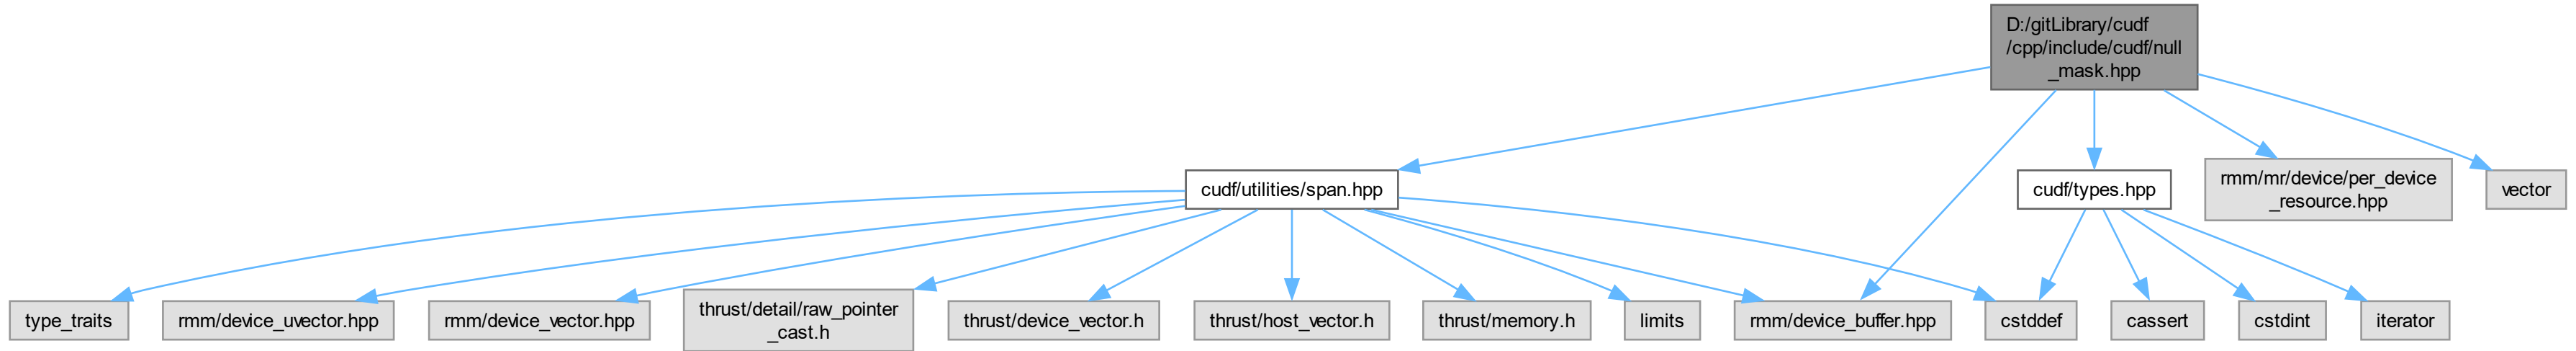 D:/gitLibrary/cudf
/cpp/include/cudf/null
_mask.hpp
cudf/utilities/span.hpp
cudf/types.hpp
rmm/mr/device/per_device
_resource.hpp
vector
type_traits
rmm/device_uvector.hpp
rmm/device_vector.hpp
thrust/detail/raw_pointer
_cast.h
thrust/device_vector.h
thrust/host_vector.h
thrust/memory.h
limits
rmm/device_buffer.hpp
cstddef
cassert
cstdint
iterator